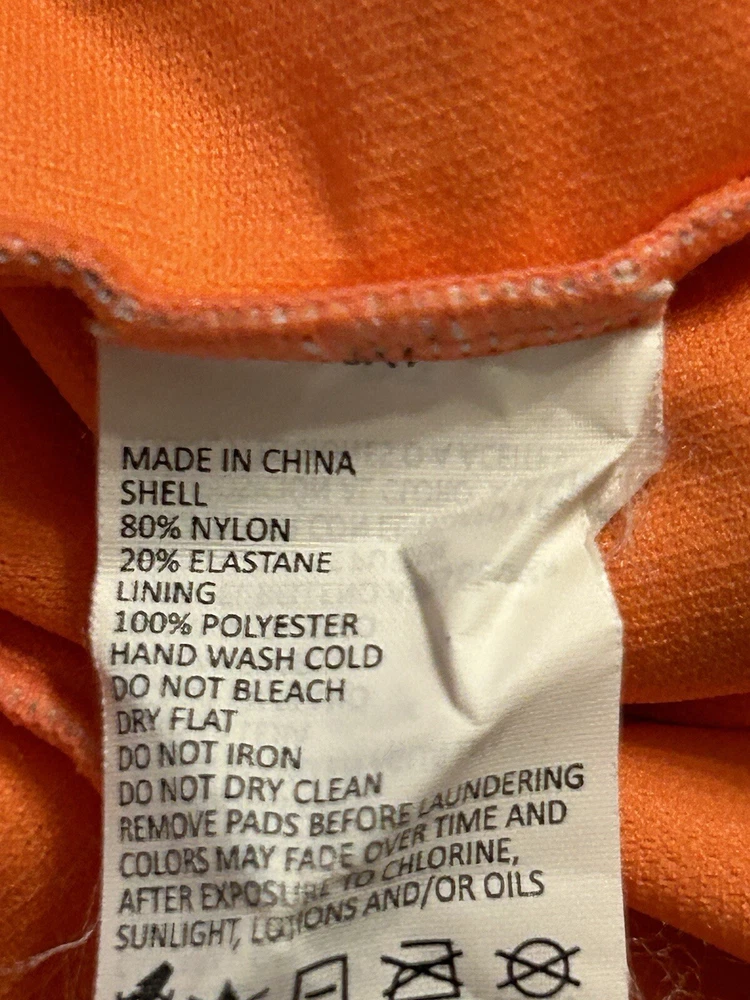 MADE IN CHINA
SHELL
80% NYLON
20% ELASTANE
LINING
100% POLYESTER
HAND WASH COLD
DO NOT BLEACH
DRY FLAT
DO NOT IRON
DO NOT DRY CLEAN
REMOVE PADS BEFORE LAUNDERING
COLORS MAY FADE OVER TIME AND
AFTER EXPOSURE TO CHLORINE,
SUNLIGHT, LOTIONS AND/OR OILS